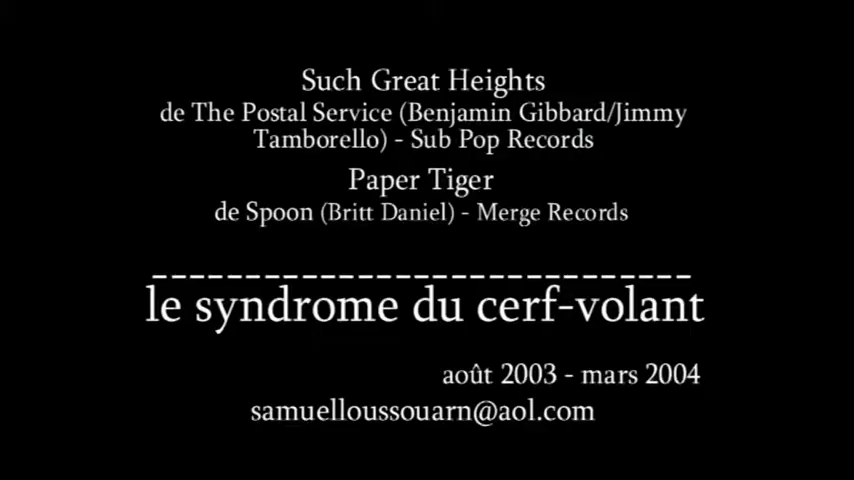 Such Great Heights
de The Postal Service (Benjamin Gibbard/Jimmy
Tamborello) - Sub Pop Records
Paper Tiger
de Spoon (Britt Daniel) - Merge Records
------------------------------
le syndrome du cerf-volant
août 2003 - mars 2004
samuelloussouarn@aol.com